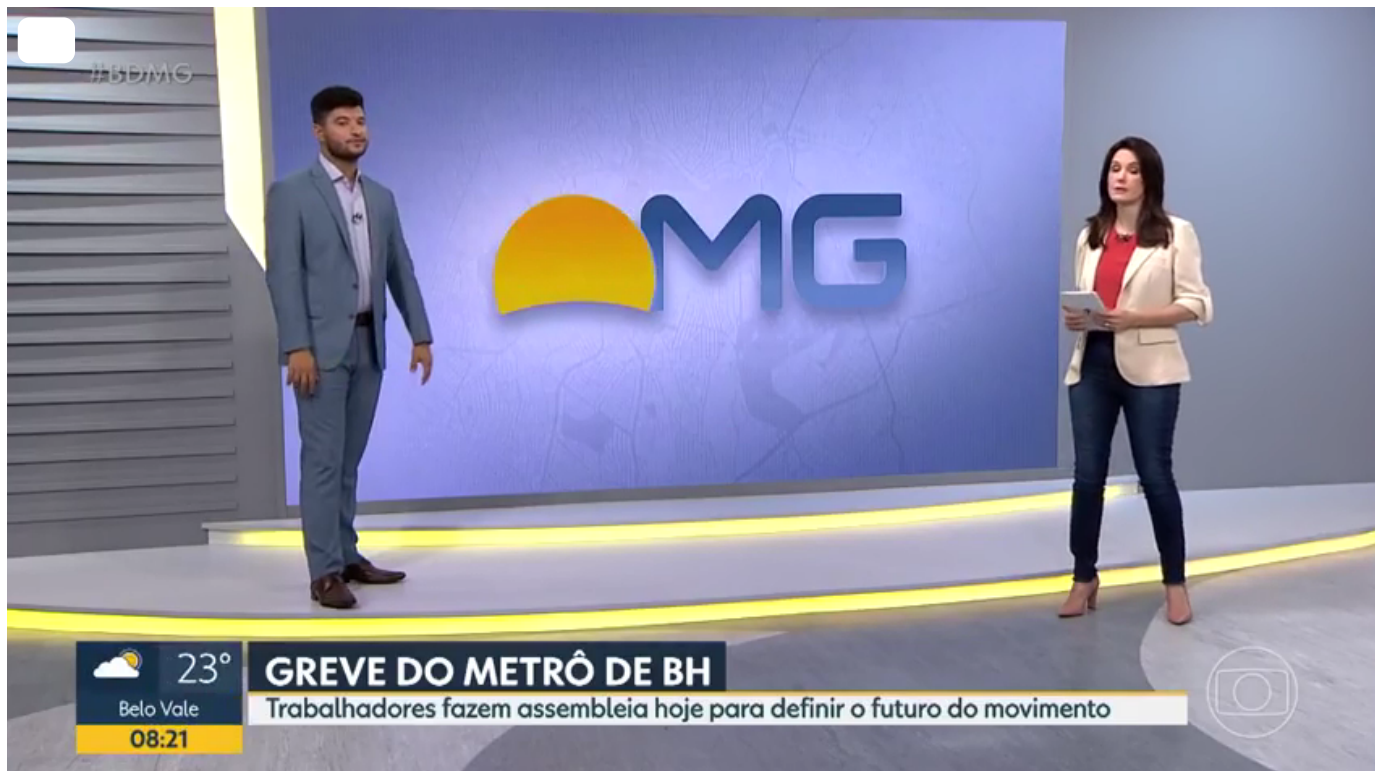 #BDMG
MG
23°
Belo Vale
08:21
GREVE DO METRÔ DE BH
Trabalhadores fazem assembleia hoje para definir o futuro do movimento